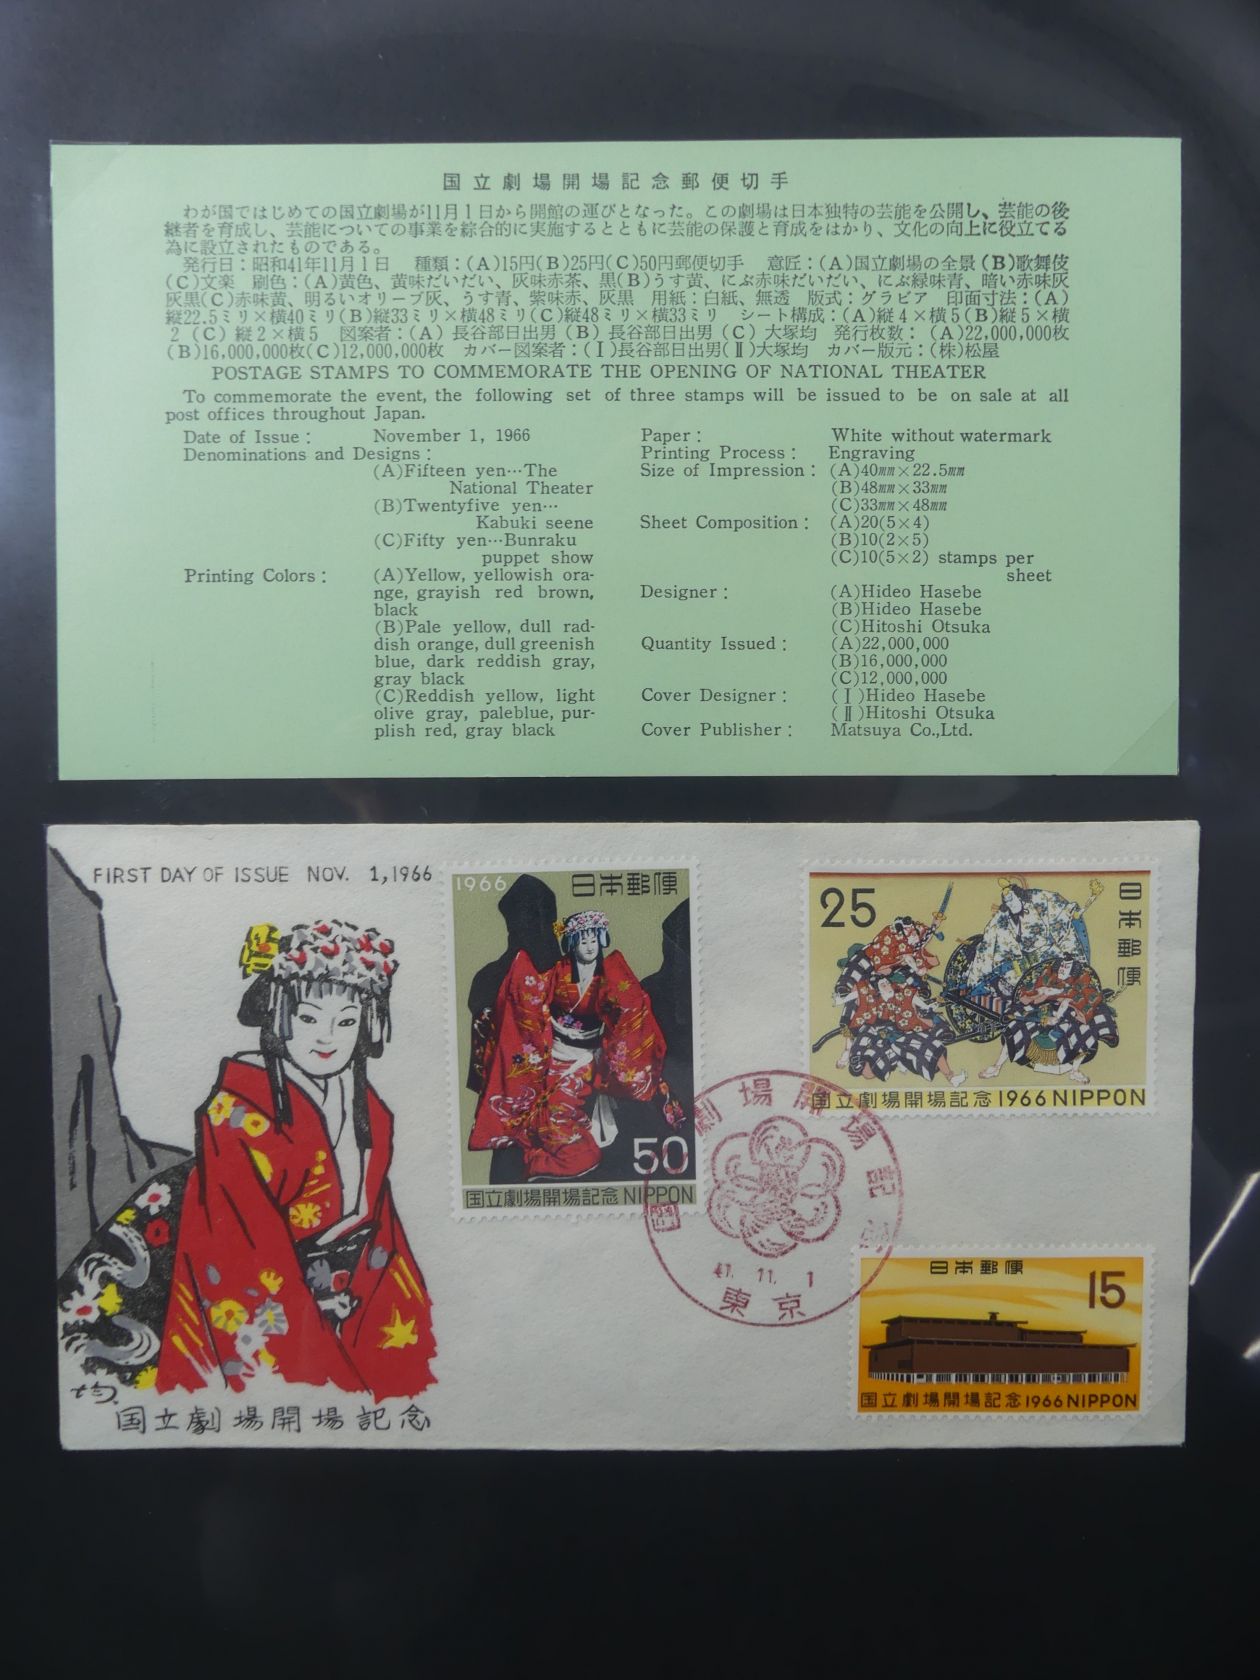 国立劇場開場記念郵便切手
わが国ではじめての国立劇場が11月1日から開館の運びとなった。この劇場は日本独特の芸能を公開し、芸能の後
継者を育成し、芸能についての事業を綜合的に実施するとともに芸能の保護と育成をはかり、文化の向上に役立てる
為に設立されたものである。
発行日：昭和41年11月1日 種類：(A)15円(B)25円(C)50円郵便切手 意匠：(A)国立劇場の全景(B)歌舞伎
(C)文楽 刷色：(A)黄色、黄味だいだい、灰味赤茶、黒(B)うす黄、にぶ赤味だいだい、にぶ緑味青、暗い赤味灰
灰黒(C)赤味黄、明るいオリーブ灰、うす青、紫味赤、灰黒 用紙：白紙、無透 版式：グラビア 印面寸法：(A)
縦22.5ミリ×横40ミリ(B)縦33ミリ×横48ミリ(C)縦48ミリ×横33ミリ シート構成：(A)縦4×横5(B)縦5×横
2 (C) 縦2×横5 図案者：(A) 長谷部日出男 (B) 長谷部日出男 (C) 大塚均 発行枚数：(A)22,000,000枚
(B)16,000,000枚(C)12,000,000枚 カバー図案者：(Ⅰ)長谷部日出男(Ⅱ)大塚均 カバー版元：(株)松屋
POSTAGE STAMPS TO COMMEMORATE THE OPENING OF NATIONAL THEATER
To commemorate the event, the following set of three stamps will be issued to be on sale at all
post offices throughout Japan.
Date of Issue: November 1, 1966
Denominations and Designs:
(A)Fifteen yen…The
National Theater
(B)Twentyfive yen…
Kabuki seene
(C)Fifty yen…Bunraku
puppet show
Printing Colors: (A)Yellow, yellowish ora-
nge, grayish red brown,
black
(B)Pale yellow, dull rad-
dish orange, dull greenish
blue, dark reddish gray,
gray black
(C)Reddish yellow, light
olive gray, paleblue, pur-
plish red, gray black
Paper: White without watermark
Printing Process: Engraving
Size of Impression: (A)40㎜×22.5㎜
(B)48㎜×33㎜
(C)33㎜×48㎜
Sheet Composition: (A)20(5×4)
(B)10(2×5)
(C)10(5×2) stamps per
sheet
Designer: (A)Hideo Hasebe
(B)Hideo Hasebe
(C)Hitoshi Otsuka
Quantity Issued: (A)22,000,000
(B)16,000,000
(C)12,000,000
Cover Designer: (Ⅰ)Hideo Hasebe
(Ⅱ)Hitoshi Otsuka
Cover Publisher: Matsuya Co.,Ltd.
FIRST DAY OF ISSUE NOV. 1,1966
1966 日本郵便
50
国立劇場開場記念 NIPPON
25
日本郵便
国立劇場開場記念 1966 NIPPON
劇場開場記
41. 11. 1
東京
日本郵便
15
国立劇場開場記念 1966 NIPPON
均
国立劇場開場記念